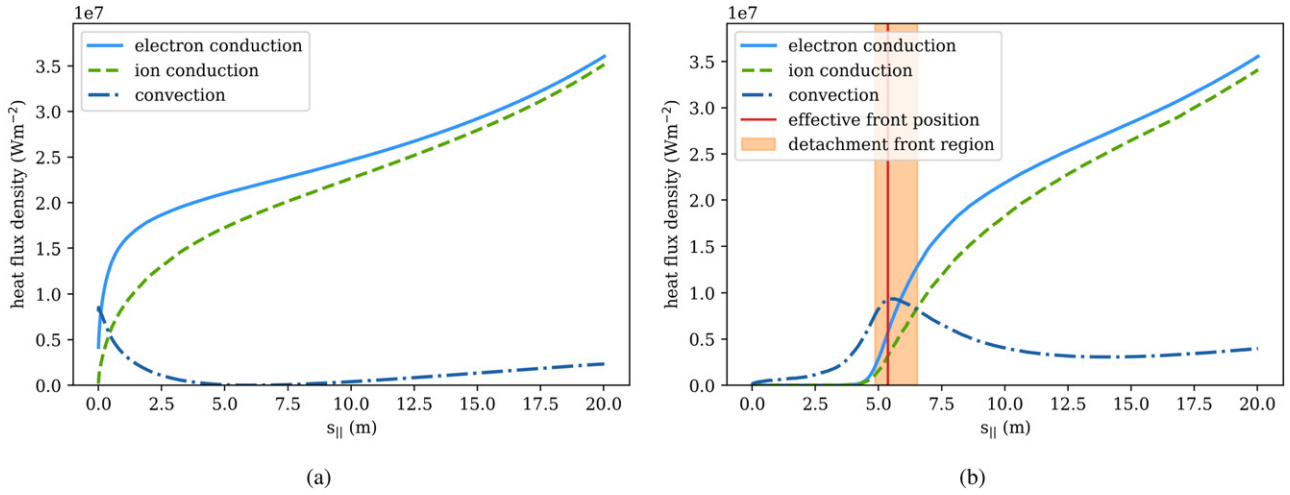 1e7
electron conduction
ion conduction
convection
3.5
3.0
2.5
2.0
1.5
1.0
0.5
0.0
heat flux density (Wm⁻²)
0.0 2.5 5.0 7.5 10.0 12.5 15.0 17.5 20.0
s|| (m)
(a)
1e7
electron conduction
ion conduction
convection
effective front position
detachment front region
3.5
3.0
2.5
2.0
1.5
1.0
0.5
0.0
heat flux density (Wm⁻²)
0.0 2.5 5.0 7.5 10.0 12.5 15.0 17.5 20.0
s|| (m)
(b)